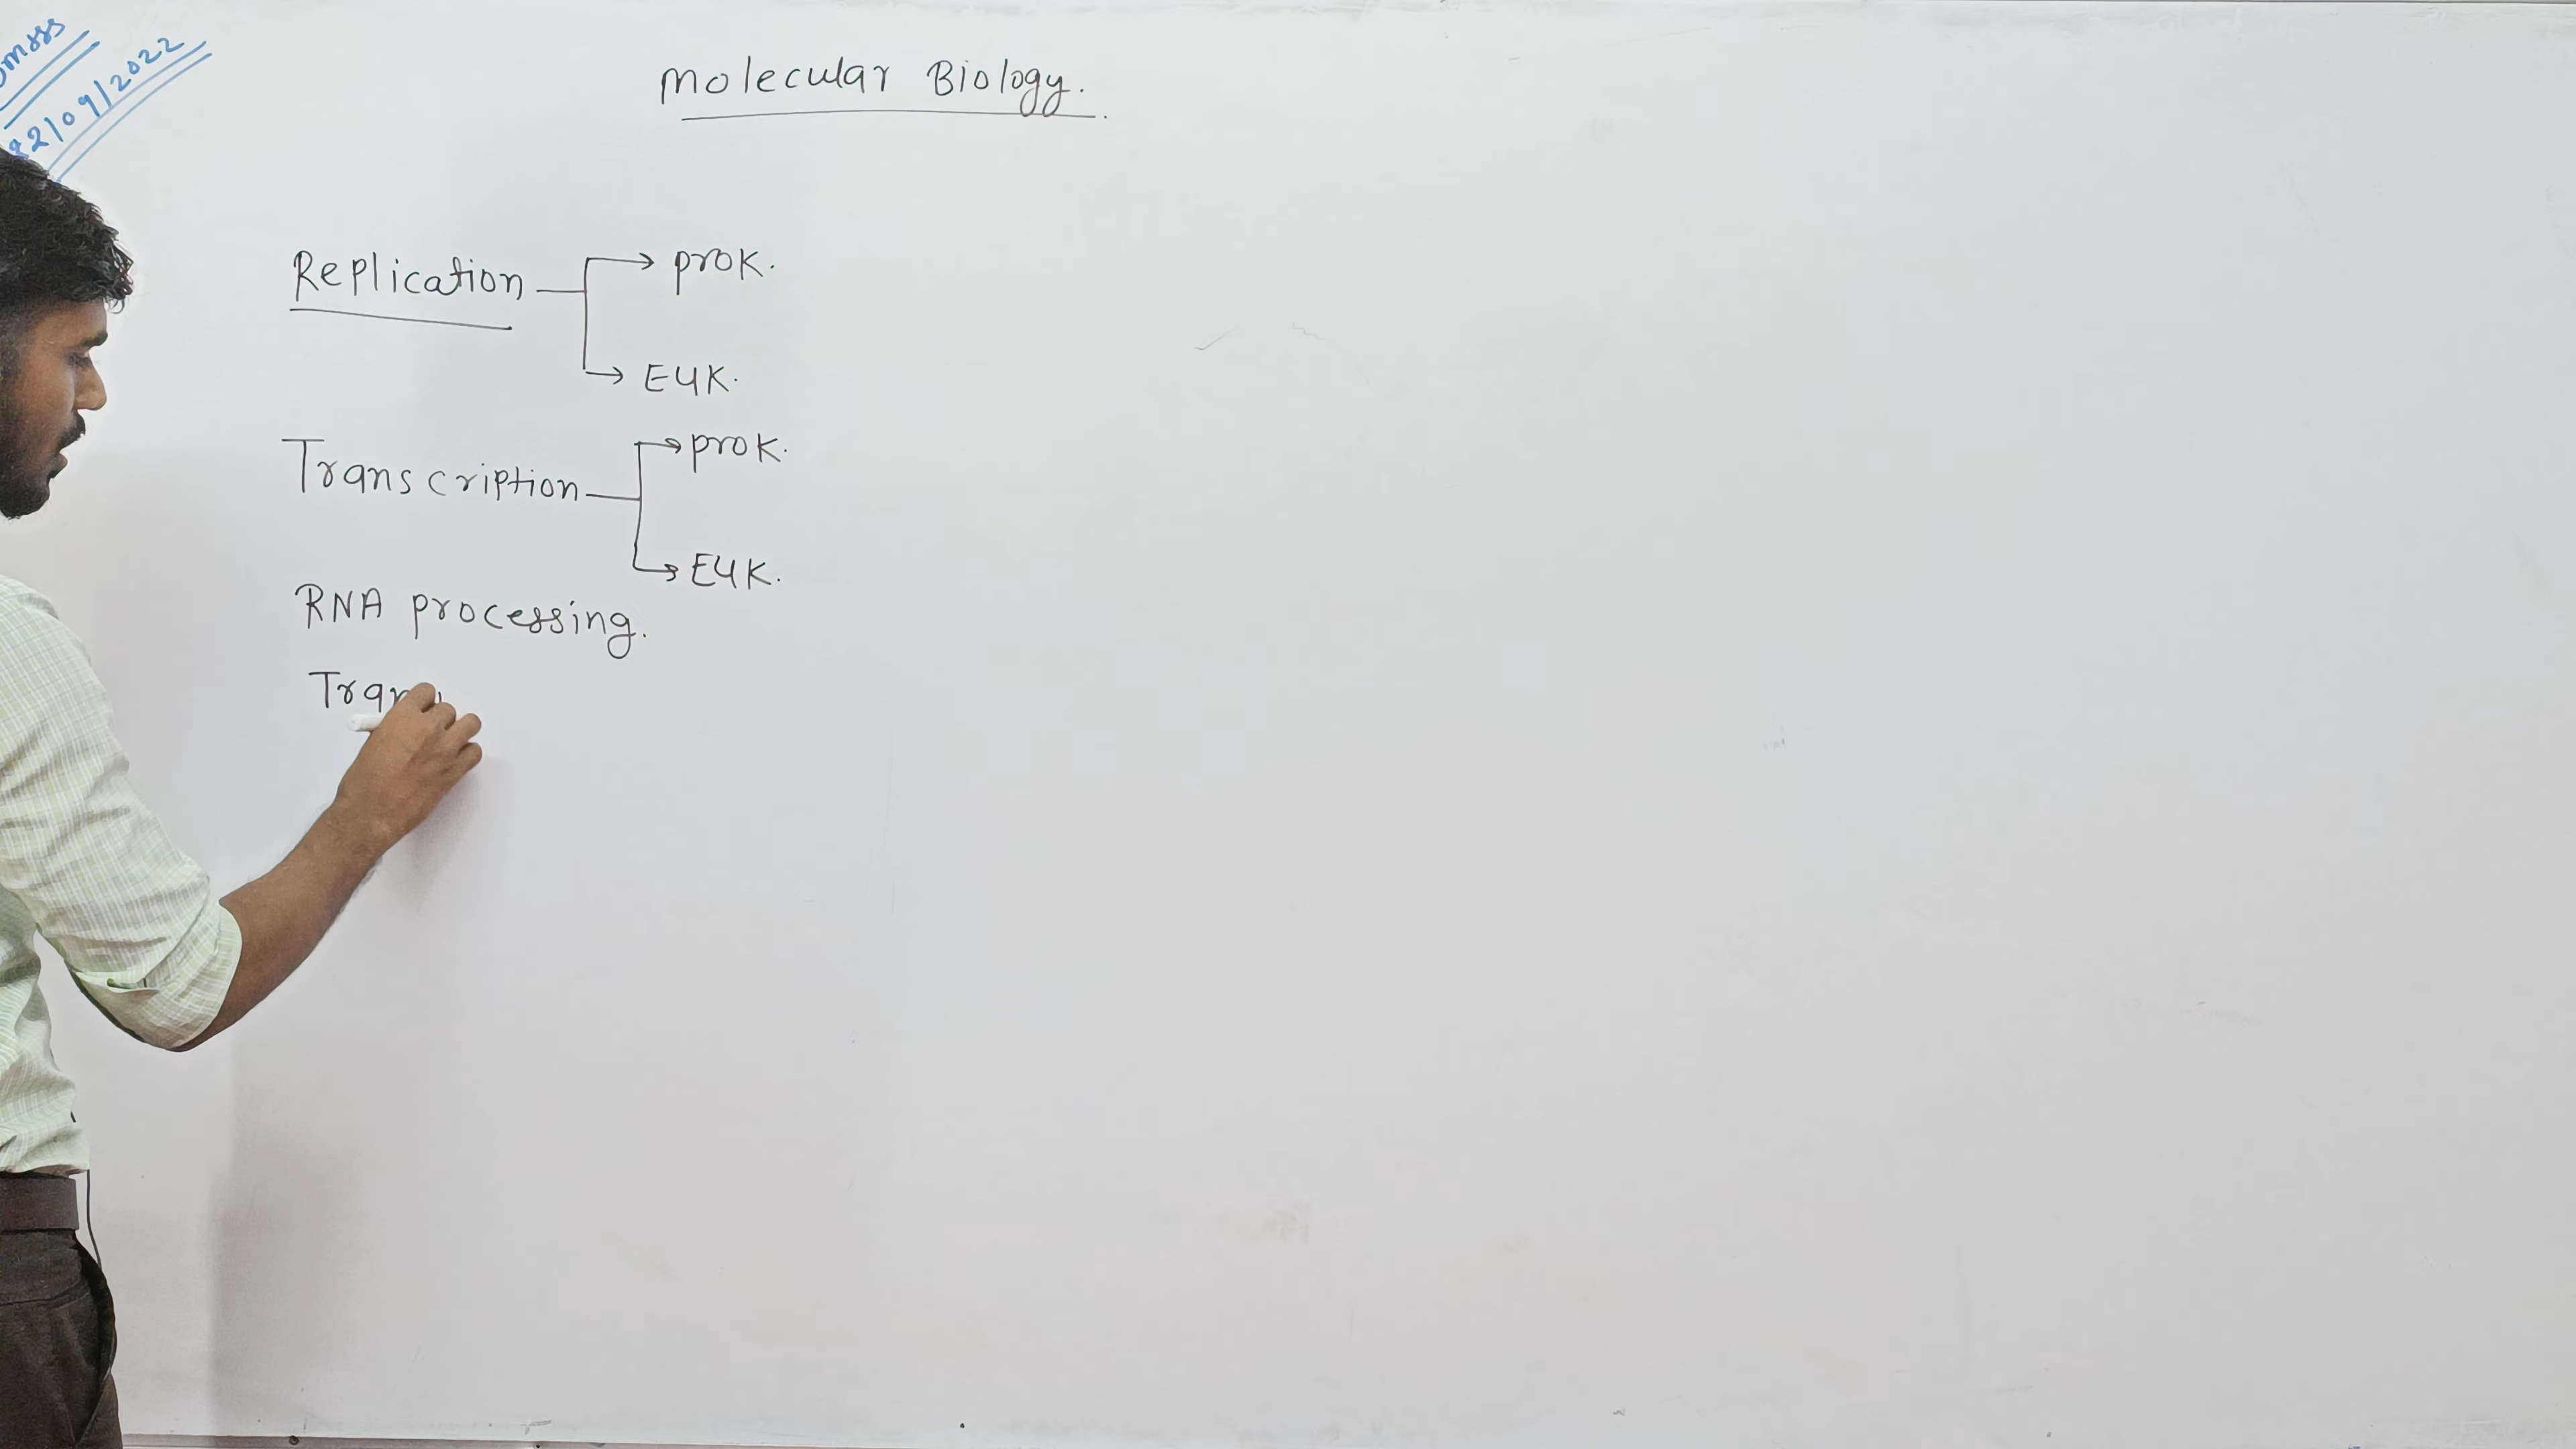 22/09/2022
Molecular Biology.
Replication → prok.
→ Euk.
Transcription → prok.
→ Euk.
RNA processing.
Tran